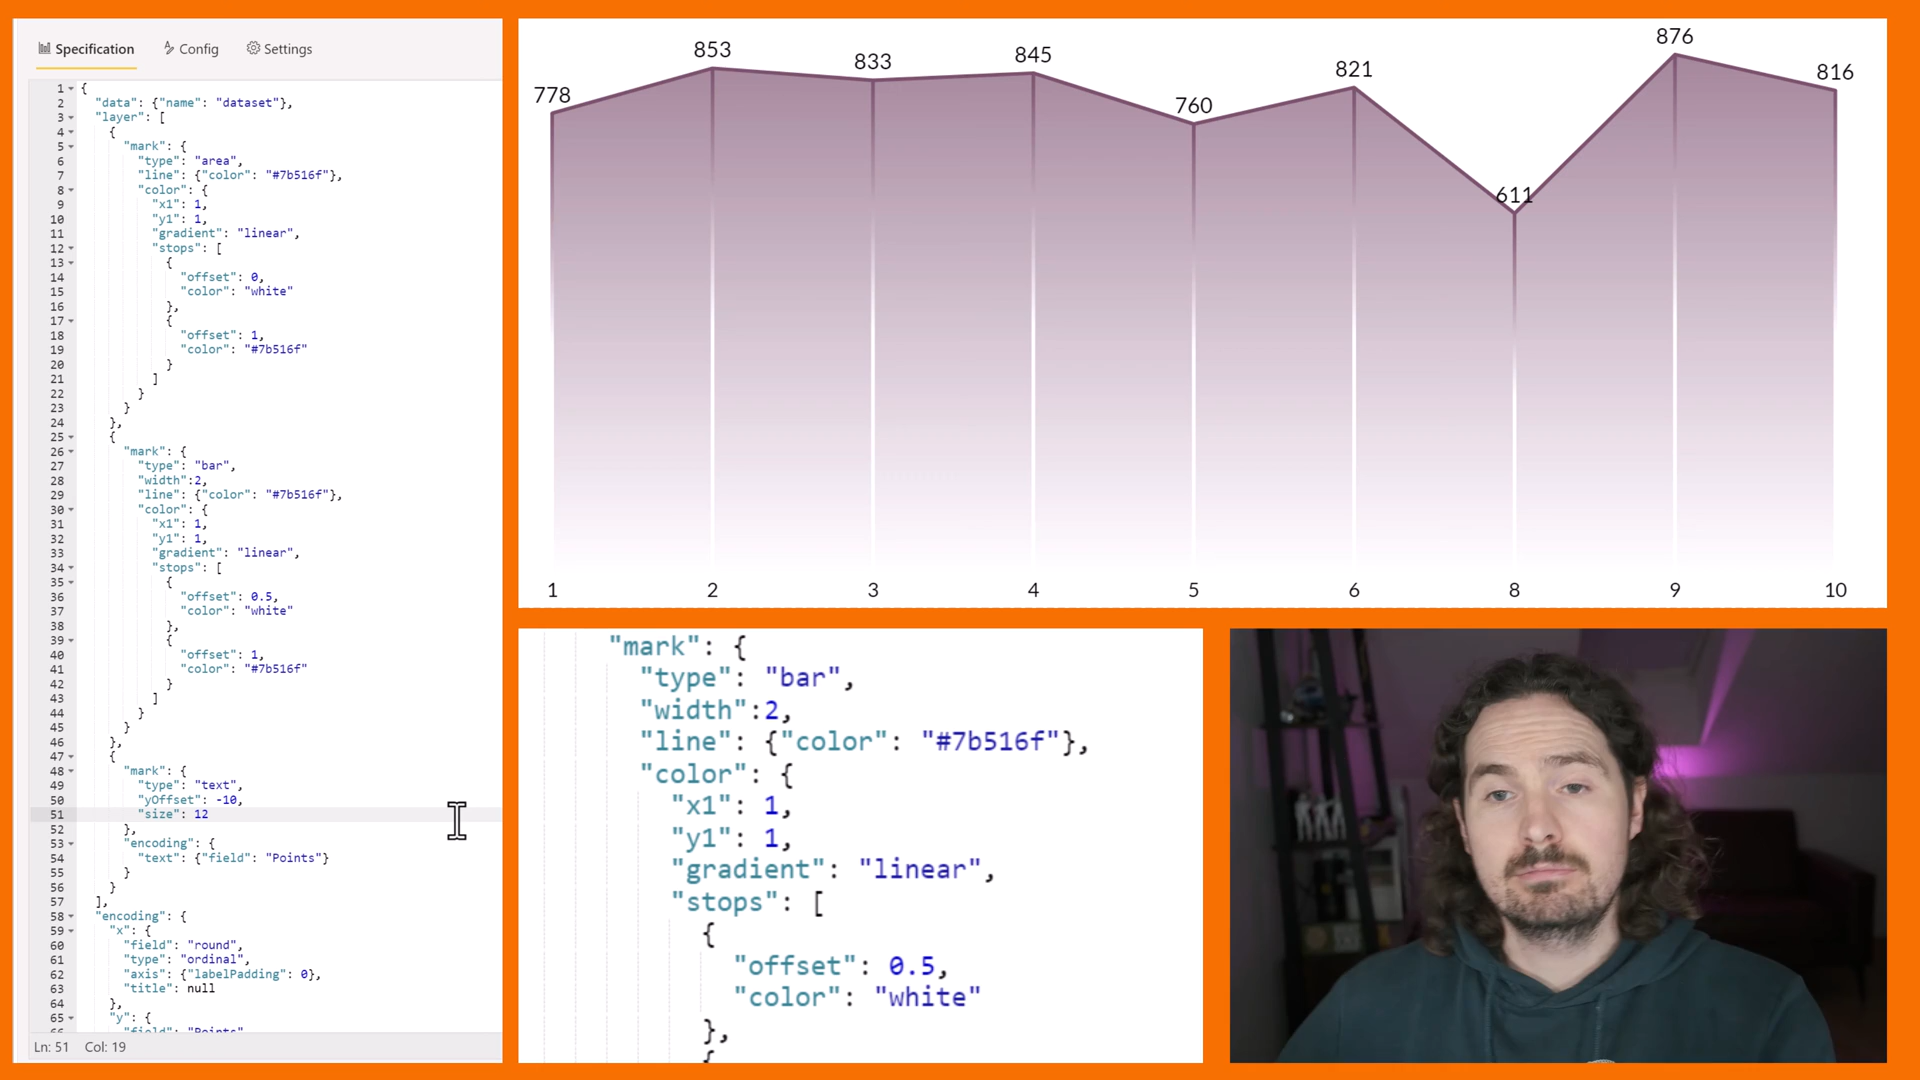 Specification Config Settings
1 {
2 "data": {"name": "dataset"},
3 "layer": [
4 {
5 "mark": {
6 "type": "area",
7 "line": {"color": "#7b516f"},
8 "color": {
9 "x1": 1,
10 "y1": 1,
11 "gradient": "linear",
12 "stops": [
13 {
14 "offset": 0,
15 "color": "white"
16 },
17 {
18 "offset": 1,
19 "color": "#7b516f"
20 }
21 ]
22 }
23 }
24 },
25 {
26 "mark": {
27 "type": "bar",
28 "width":2,
29 "line": {"color": "#7b516f"},
30 "color": {
31 "x1": 1,
32 "y1": 1,
33 "gradient": "linear",
34 "stops": [
35 {
36 "offset": 0.5,
37 "color": "white"
38 },
39 {
40 "offset": 1,
41 "color": "#7b516f"
42 }
43 ]
44 }
45 }
46 },
47 {
48 "mark": {
49 "type": "text",
50 "yOffset": -10,
51 "size": 12
52 },
53 "encoding": {
54 "text": {"field": "Points"}
55 }
56 }
57 ],
58 "encoding": {
59 "x": {
60 "field": "round",
61 "type": "ordinal",
62 "axis": {"labelPadding": 0},
63 "title": null
64 },
65 "y": {
66 "field": "Points"
Ln: 51 Col: 19
778 853 833 845 760 821 611 876 816
1 2 3 4 5 6 8 9 10
"mark": {
"type": "bar",
"width":2,
"line": {"color": "#7b516f"},
"color": {
"x1": 1,
"y1": 1,
"gradient": "linear",
"stops": [
{
"offset": 0.5,
"color": "white"
},
{